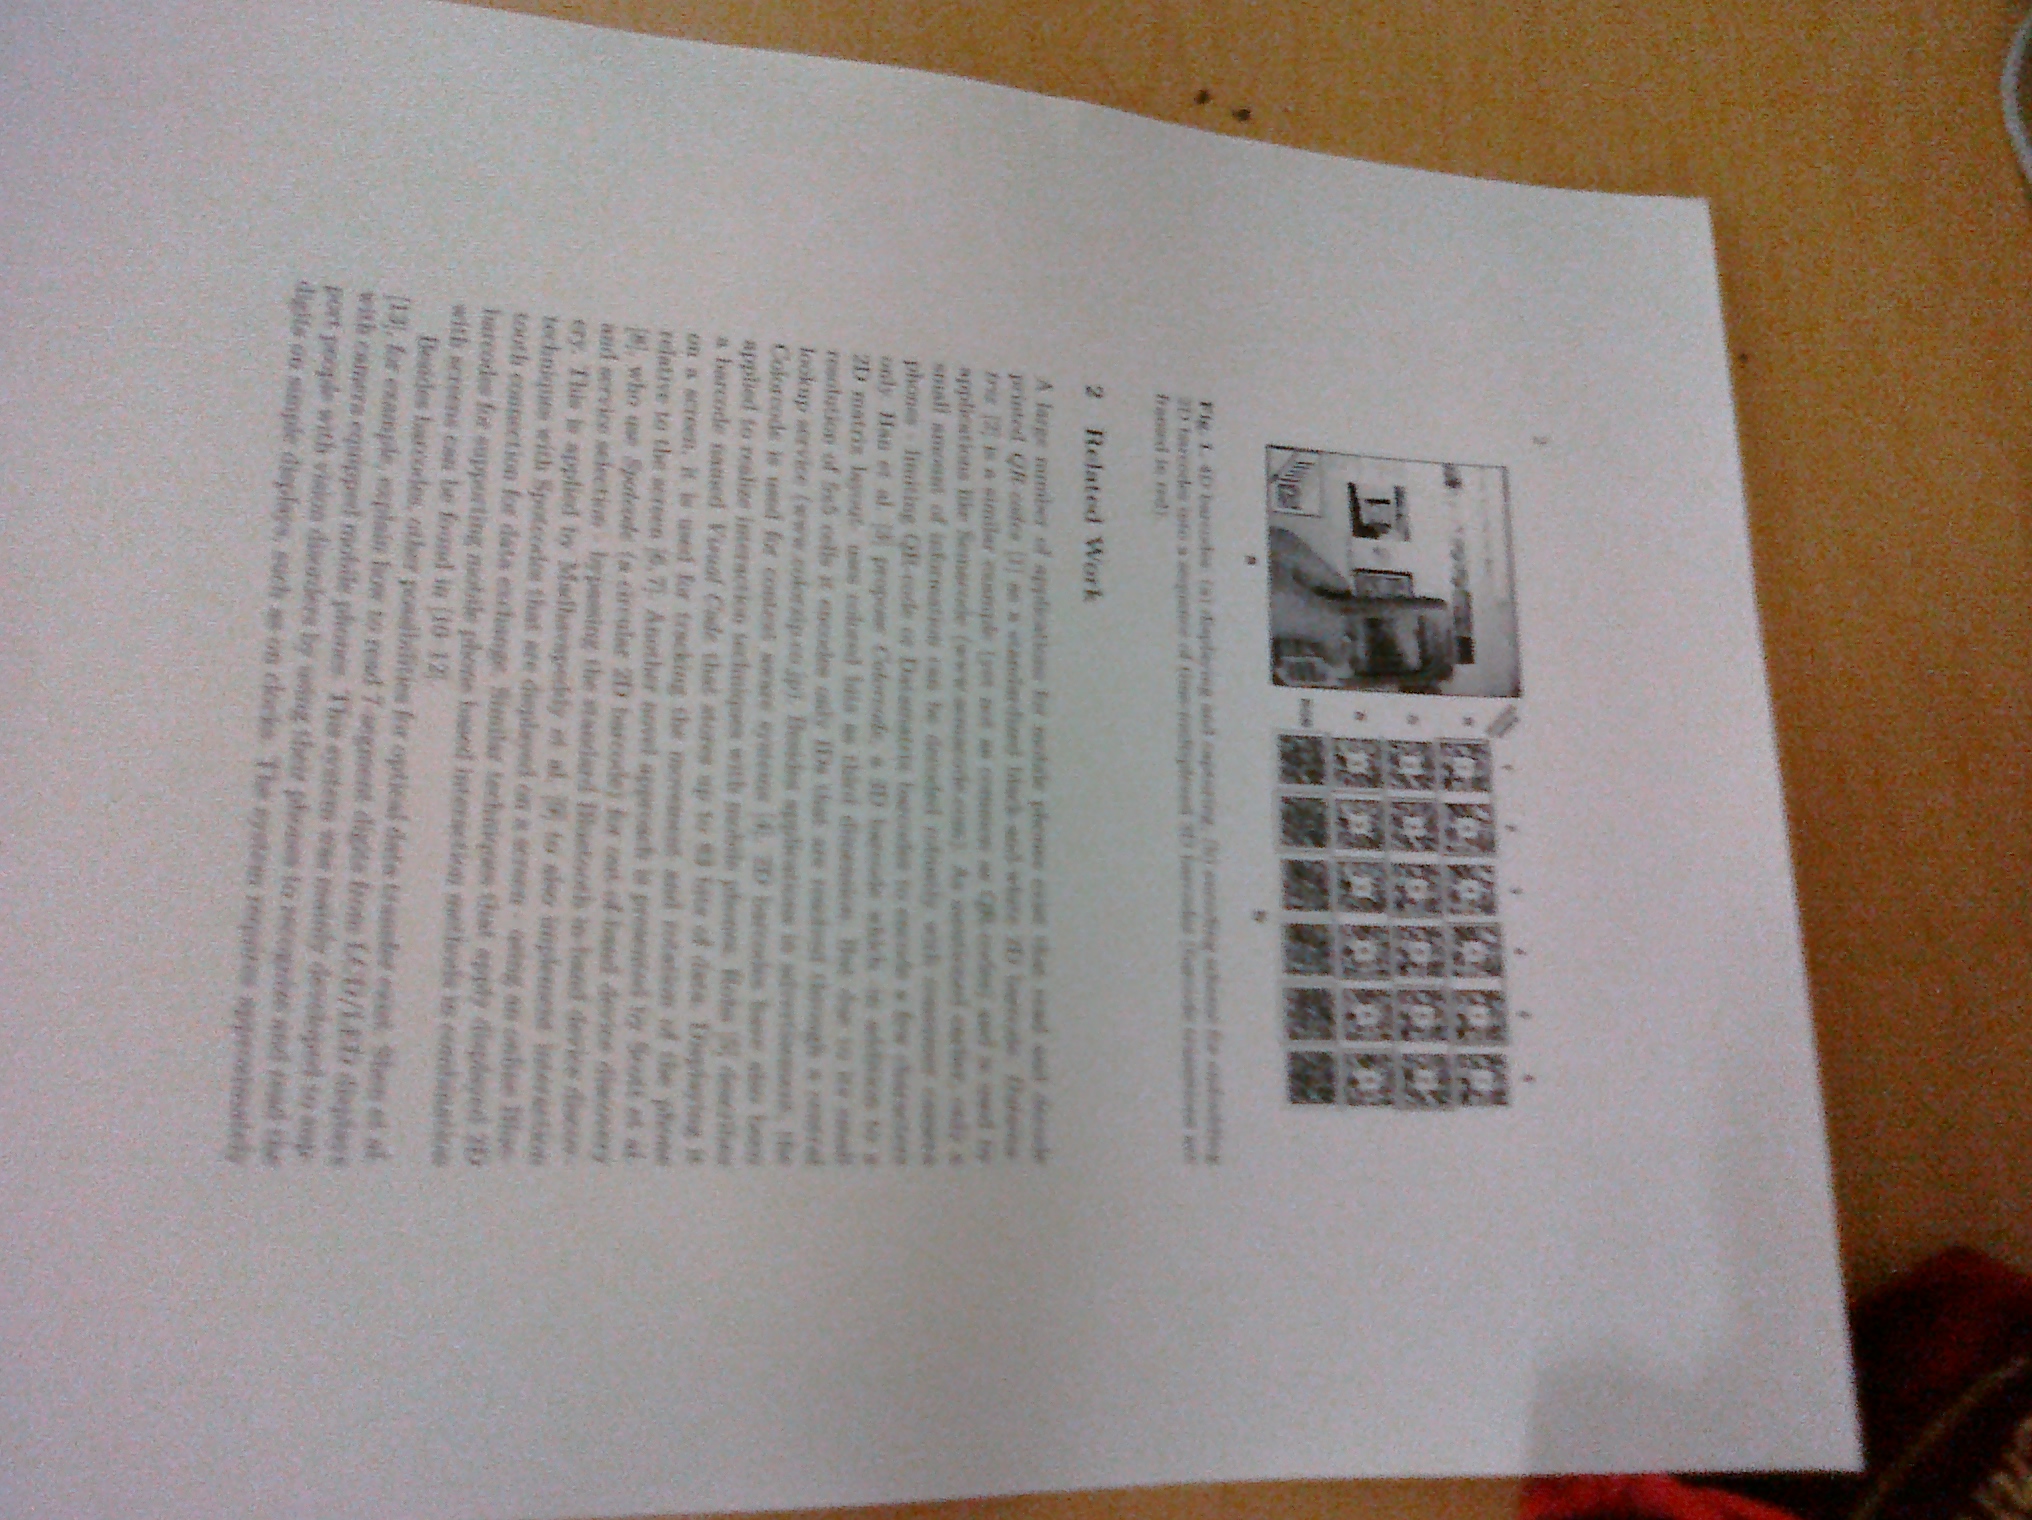 2
a
b
Fig. 1. 4D barcodes: (a) displaying and capturing, (b) encoding scheme for embedding
2D barcodes into a sequence of time-multiplexed 3D barcodes (barcode
framed in red).
2 Related Work
A large number of applications for mobile phones exist that read and decode
printed QR-codes [1] as a standardized black and white 2D barcode. Datama-
trix [2] is a similar example (yet not as common as QR-codes) and is used by
applications like Semacode (www.semacode.com). As mentioned earlier, only a
small amount of information can be decoded robustly with consumer camera
phones - limiting QR-code or Datamatrix barcodes to encode a few characters
only. Han et al [3] propose Colorcode, a 3D barcode which, in addition to a
2D matrix layout, uses colored bits as third dimension. But due to its small
resolution of 5x5 cells it encodes only IDs that are resolved through a central
lookup service (www.colorzip.co.jp). Besides applications in advertisement, the
Colorcode is used for context aware systems [4]. 2D barcodes have also been
applied to realize interaction techniques with mobile phones. Rohs [5] describes
a barcode named Visual Code that stores up to 83 bits of data. Displaying it
on a screen, it is used for tracking the movement and rotation of the phone
relative to the screen [6, 7]. Another novel approach is presented by Scott et al.
[8], who use Spotcode (a circular 2D barcode) for out-of-band device discovery
and service selection - bypassing the standard Bluetooth in-band device discov-
ery. This is applied by Madhavapeddy et al. [9] to also implement interaction
techniques with Spotcodes that are displayed on a screen - using an online Blue-
tooth connection for data exchange. Similar techniques that apply displayed 2D
barcodes for supporting mobile phone based interaction methods in combination
with screens can be found in [10-12].
Besides barcodes, other possibilities for optical data transfer exist. Shen et al.
[13], for example, explain how to read 7-segment digits from LCD/LED displays
with camera equipped mobile phones. This system was mainly developed to sup-
port people with vision disorders by using their phones to recognize and read the
digits on simple displays, such as on clocks. The system requires approximately